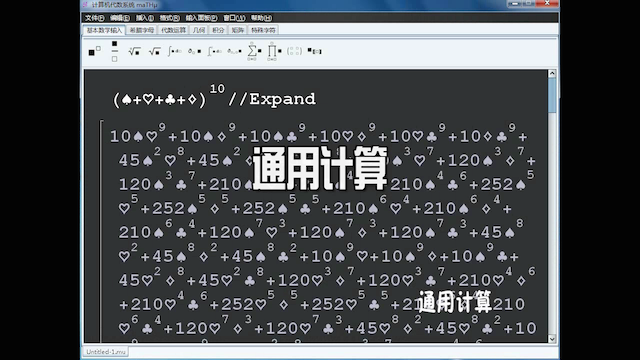 计算机代数系统 maTHμ
文件(F) 编辑(E) 插入(I) 格式(R) 输入面板(P) 窗口(V) 帮助(H)
基本数学输入 希腊字母 代数运算 几何 积分 矩阵 特殊字符
(♠+♡+♣+♢)^10 //Expand
10♠♡^9+10♠♢^9+10♠♣^9+10♡♢^9+10♡♣^9+10♢♣^9+
45♠^2♡^8+45♠^2
^3♡^7+120♠^3♢^7+
通用计算
120♠^3♣^7+210
210♠^4♣^6+252♠^5
♡^5+252♠^5♢^5+252♠^5♣^5+210♠^6♡^4+210♠^6♢^4+
210♠^6♣^4+120♠^7♡^3+120♠^7♢^3+120♠^7♣^3+45♠^8
♡^2+45♠^8♢^2+45♠^8♣^2+10♠^9♡+10♠^9♢+10♠^9♣+
45♡^2♢^8+45♡^2♣^8+120♡^3♢^7+120♡^3♣^7+210♡^4♢^6
+210♡^4♣^6+252♡^5♢^5+252♡^5♣^5+210
210
通用计算
♡^6♣^4+120♡^7♢^3+120♡^7♣^3+45♡^8♢^2+45♡^8♣^2+10
Untitled-1.mu